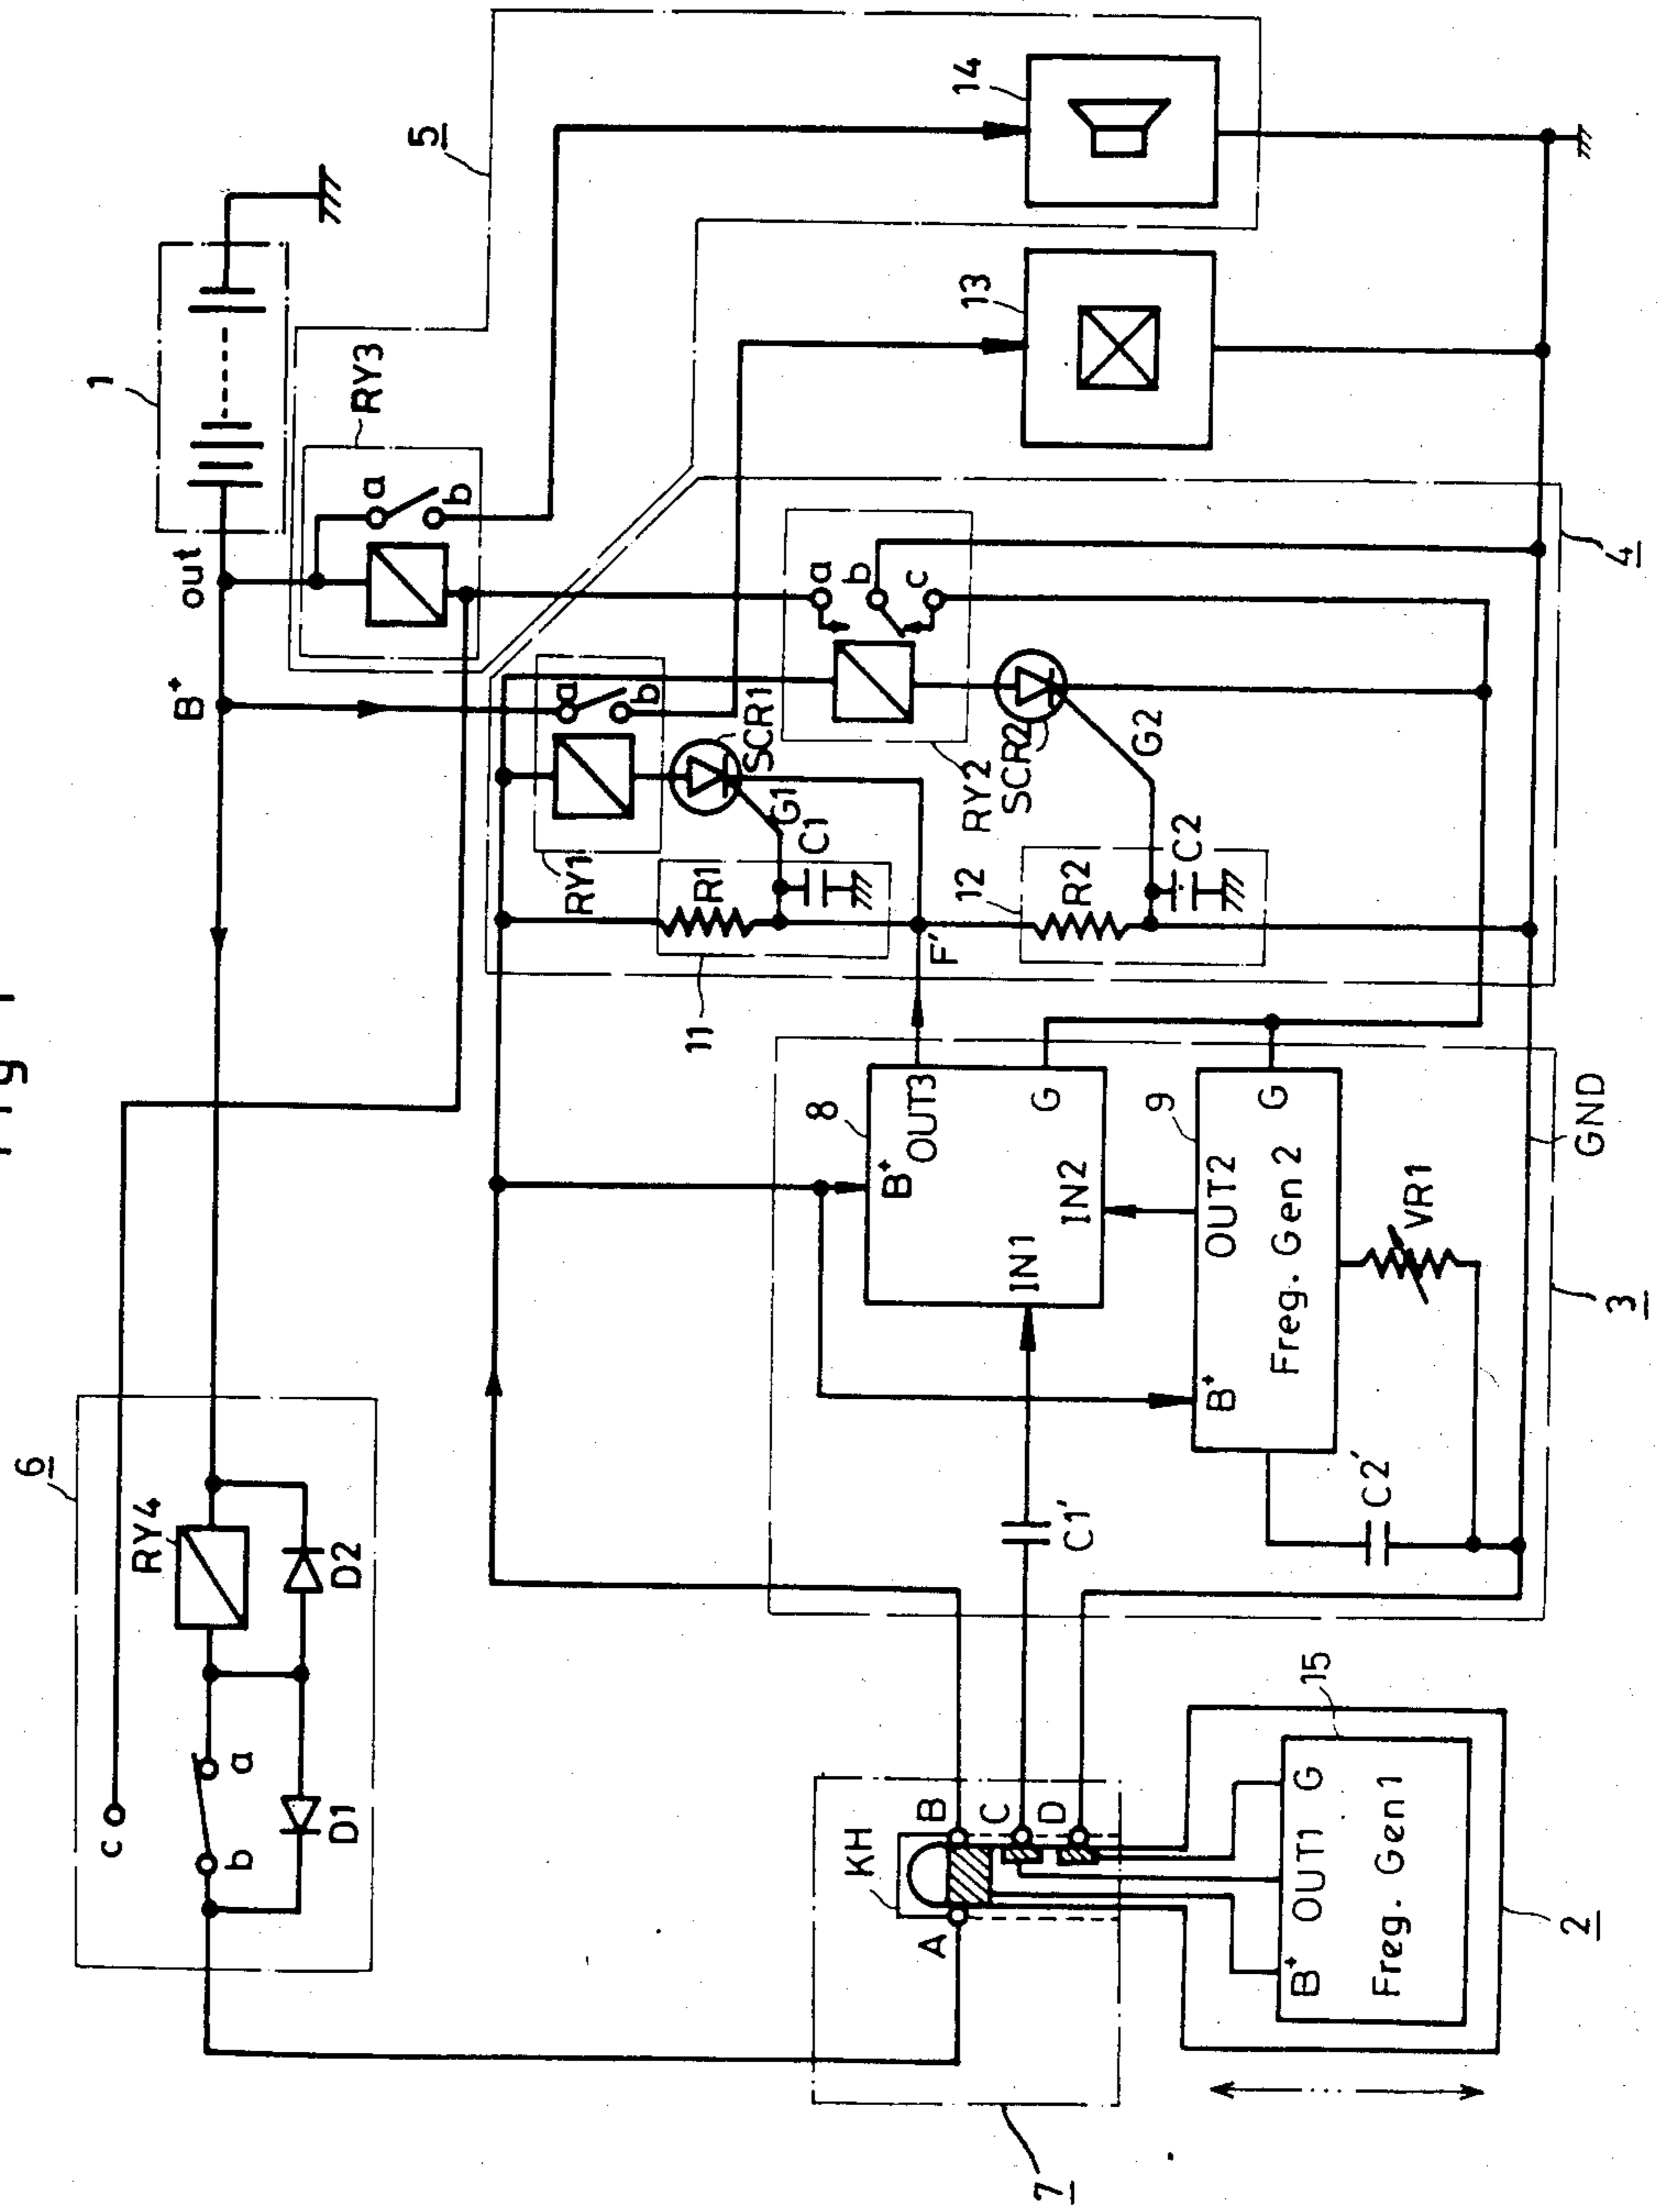 Fig 1
6
RY4
D2
c
b
a
D1
B+
out
1
RY3
a
b
5
14
13
RY1
a
b
SCR1
G1
C1
R1
11
F'
a
b
c
RY2
SCR2
G2
12
R2
C2
4
8
B+
OUT3
G
IN1
IN2
9
OUT2
G
B+
Freg. Gen 2
VR1
C2'
C1'
GND
3
KH
A
B
C
D
7
15
B+
OUT1
G
Freg. Gen1
2